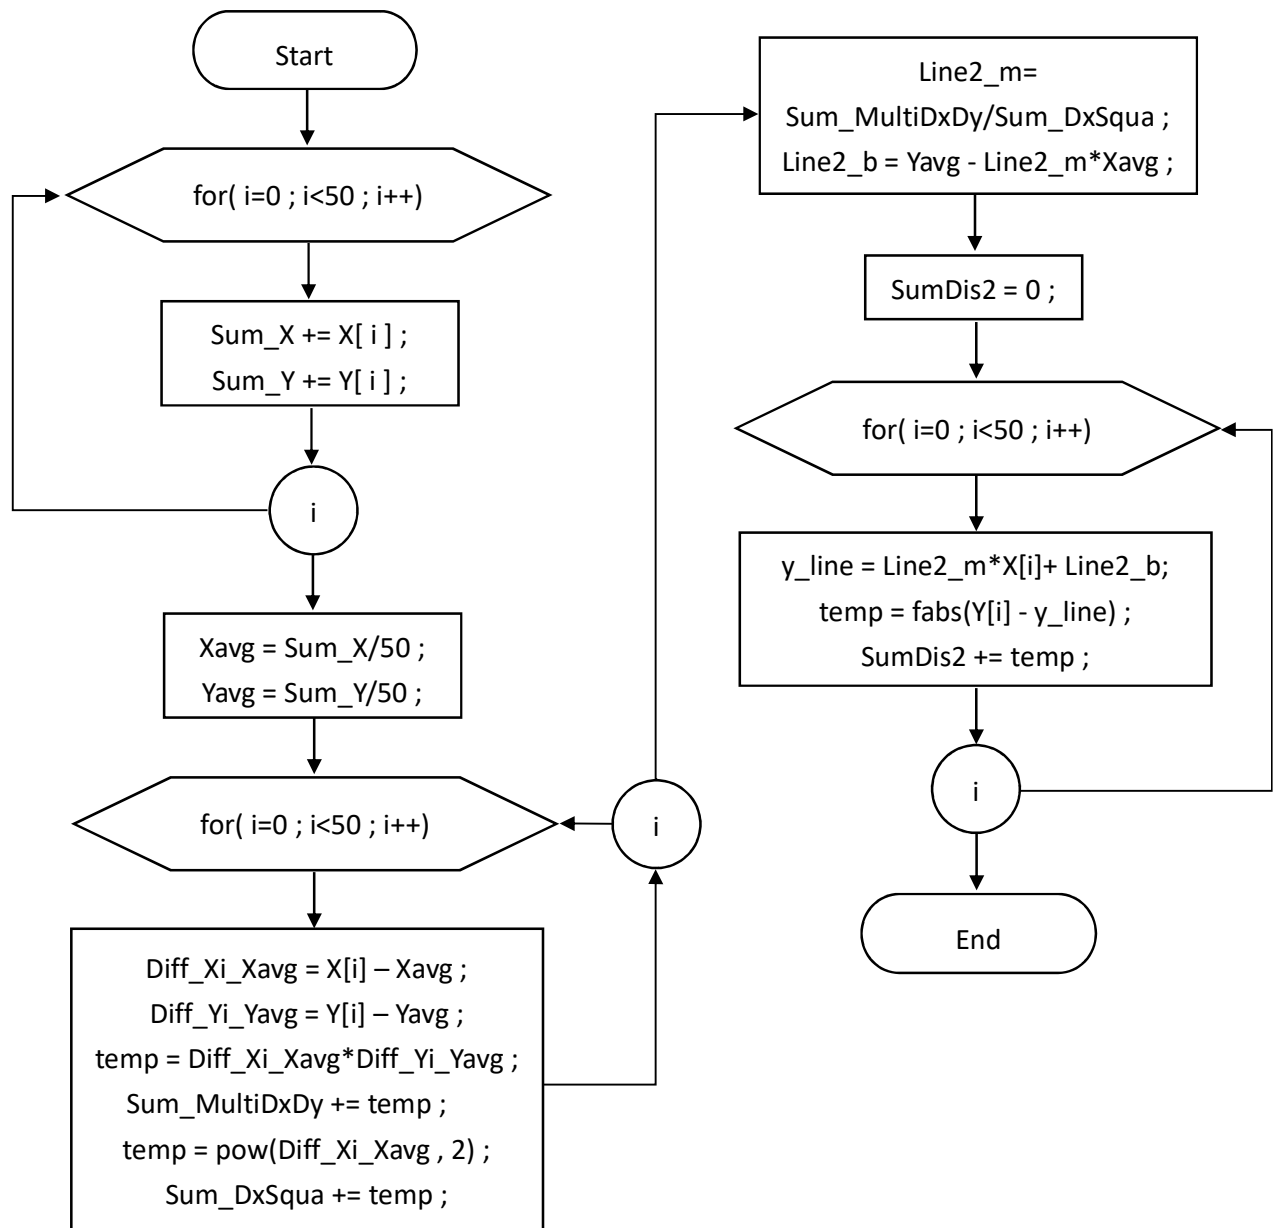 Start
for( i=0 ; i<50 ; i++)
Sum_X += X[ i ] ;
Sum_Y += Y[ i ] ;
i
Xavg = Sum_X/50 ;
Yavg = Sum_Y/50 ;
for( i=0 ; i<50 ; i++)
i
Diff_Xi_Xavg = X[i] – Xavg ;
Diff_Yi_Yavg = Y[i] – Yavg ;
temp = Diff_Xi_Xavg*Diff_Yi_Yavg ;
Sum_MultiDxDy += temp ;
temp = pow(Diff_Xi_Xavg , 2) ;
Sum_DxSqua += temp ;
Line2_m=
Sum_MultiDxDy/Sum_DxSqua ;
Line2_b = Yavg - Line2_m*Xavg ;
SumDis2 = 0 ;
for( i=0 ; i<50 ; i++)
y_line = Line2_m*X[i]+ Line2_b;
temp = fabs(Y[i] - y_line) ;
SumDis2 += temp ;
i
End